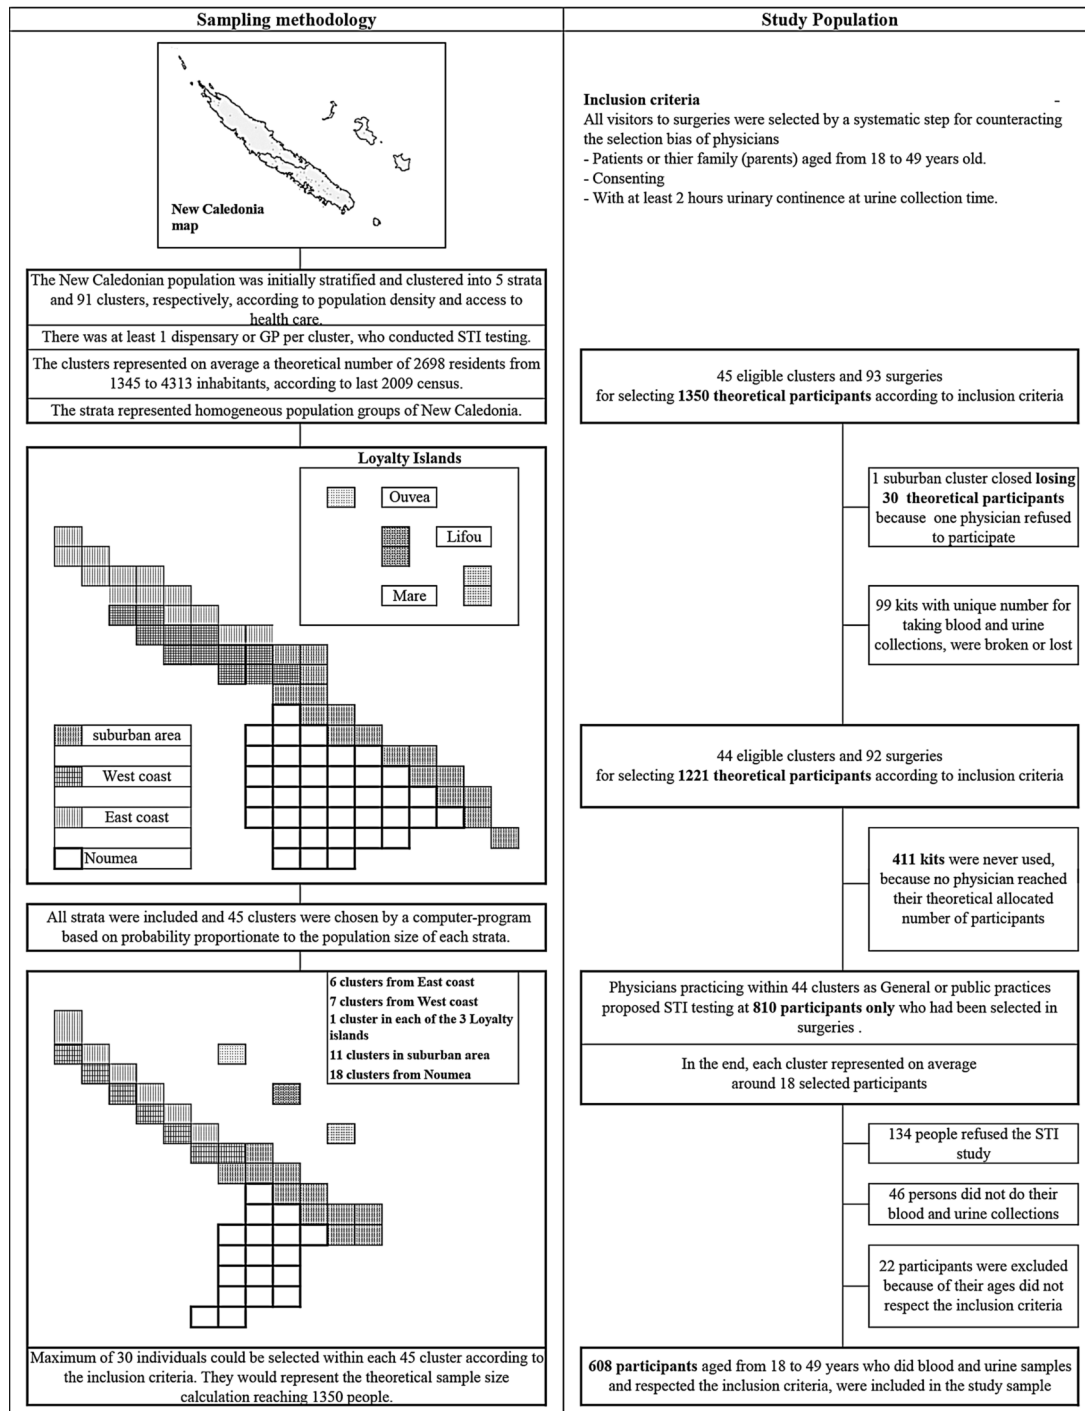 Sampling methodology
New Caledonia
map
The New Caledonian population was initially stratified and clustered into 5 strata
and 91 clusters, respectively, according to population density and access to
health care.
There was at least 1 dispensary or GP per cluster, who conducted STI testing.
The clusters represented on average a theoretical number of 2698 residents from
1345 to 4313 inhabitants, according to last 2009 census.
The strata represented homogeneous population groups of New Caledonia.
Loyalty Islands
Ouvea
Lifou
Mare
suburban area
West coast
East coast
Noumea
All strata were included and 45 clusters were chosen by a computer-program
based on probability proportionate to the population size of each strata.
6 clusters from East coast
7 clusters from West coast
1 cluster in each of the 3 Loyalty
islands
11 clusters in suburban area
18 clusters from Noumea
Maximum of 30 individuals could be selected within each 45 cluster according to
the inclusion criteria. They would represent the theoretical sample size
calculation reaching 1350 people.
Study Population
Inclusion criteria -
All visitors to surgeries were selected by a systematic step for counteracting
the selection bias of physicians
- Patients or thier family (parents) aged from 18 to 49 years old.
- Consenting
- With at least 2 hours urinary continence at urine collection time.
45 eligible clusters and 93 surgeries
for selecting 1350 theoretical participants according to inclusion criteria
1 suburban cluster closed losing
30 theoretical participants
because one physician refused
to participate
99 kits with unique number for
taking blood and urine
collections, were broken or lost
44 eligible clusters and 92 surgeries
for selecting 1221 theoretical participants according to inclusion criteria
411 kits were never used,
because no physician reached
their theoretical allocated
number of participants
Physicians practicing within 44 clusters as General or public practices
proposed STI testing at 810 participants only who had been selected in
surgeries .
In the end, each cluster represented on average
around 18 selected participants
134 people refused the STI
study
46 persons did not do their
blood and urine collections
22 participants were excluded
because of their ages did not
respect the inclusion criteria
608 participants aged from 18 to 49 years who did blood and urine samples
and respected the inclusion criteria, were included in the study sample